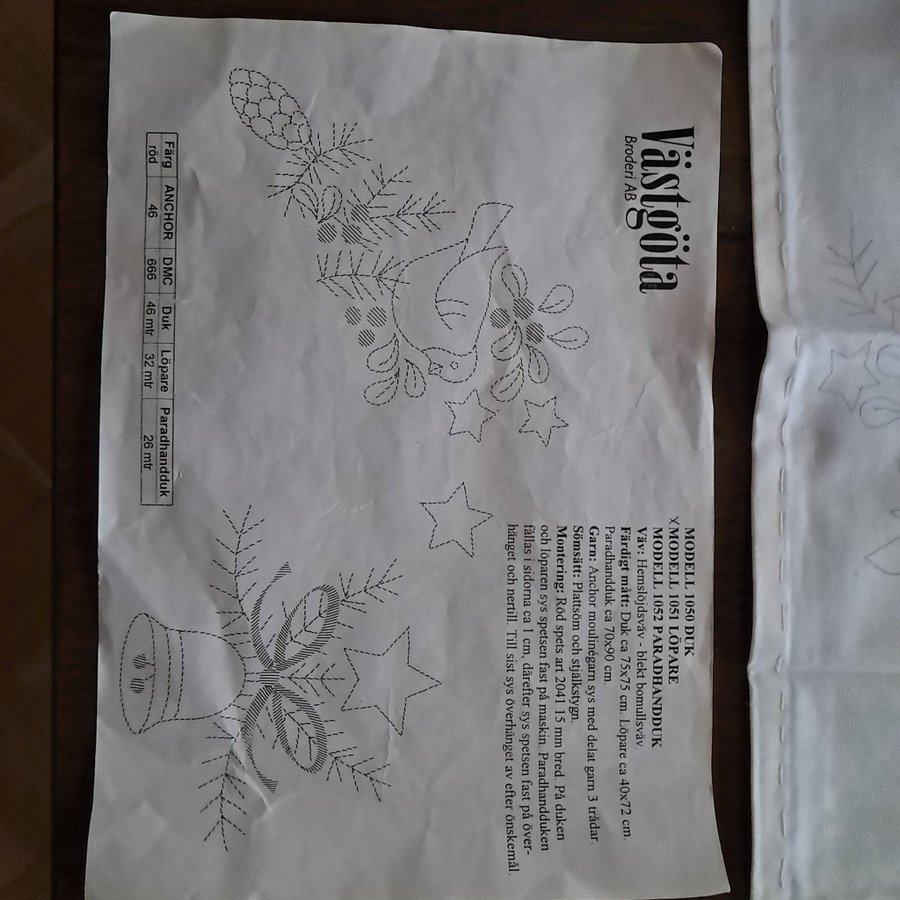 Västgöta
Broderi AB
MODELL 1050 DUK
X MODELL 1051 LÖPARE
MODELL 1052 PARADHANDDUK
Väv: Hemslöjdsväv - blekt bomullsväv.
Färdigt mått: Duk ca 75x75 cm. Löpare ca 40x72 cm.
Paradhandduk ca 70x90 cm.
Garn: Anchor moulinégarn sys med delat garn 3 trådar.
Sömsätt: Plattsöm och stjälkstygn.
Montering: Röd spets art 2041 15 mm bred. På duken
och löparen sys spetsen fast på maskin. Paradhandduken
fållas i sidorna ca 1 cm, därefter sys spetsen fast på över-
hänget och nertill. Till sist sys överhänget av efter önskemål.
Färg ANCHOR DMC Duk Löpare Paradhandduk
röd 46 666 46 mtr 32 mtr 26 mtr